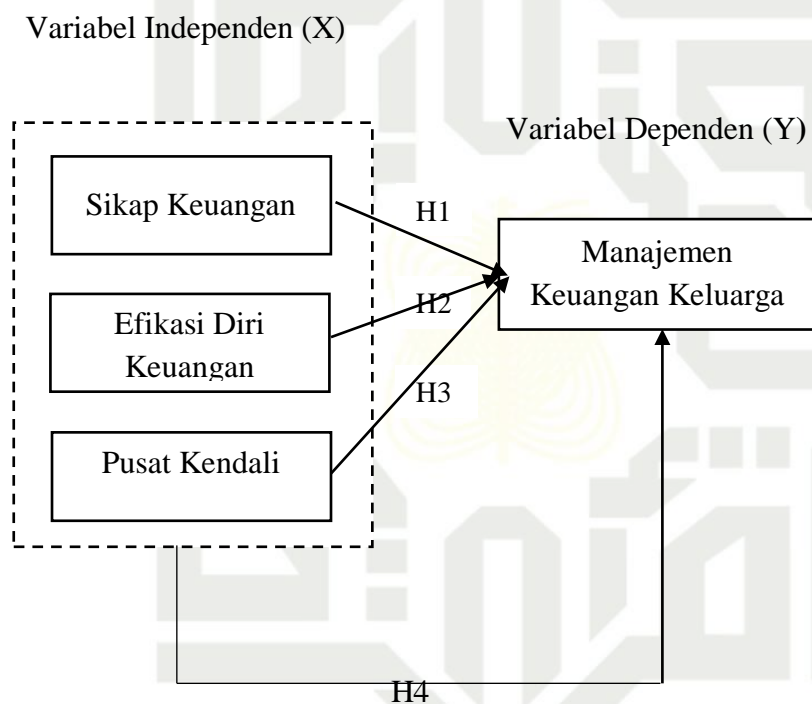 Variabel Independen (X)
Variabel Dependen (Y)
Sikap Keuangan
H1
Manajemen
Keuangan Keluarga
Efikasi Diri
Keuangan
H2
H3
Pusat Kendali
H4